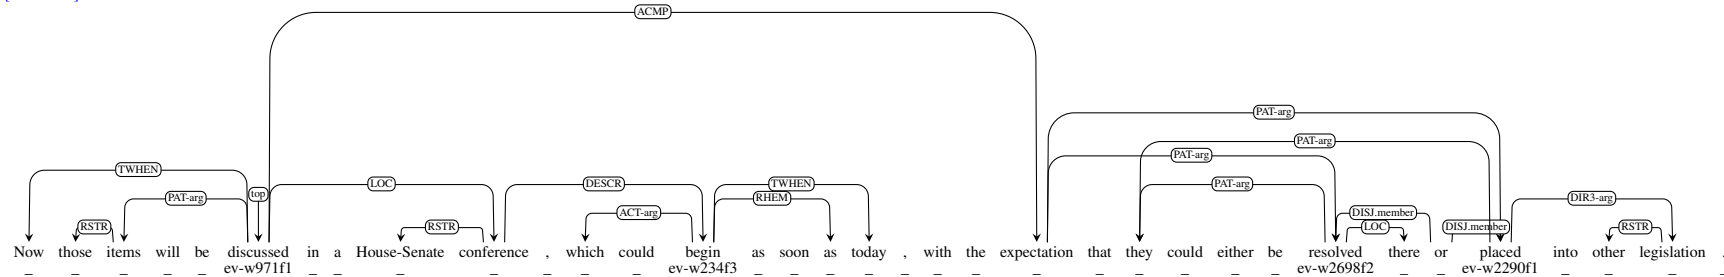 ACMP
PAT-arg
PAT-arg
PAT-arg
TWHEN LOC DESCR TWHEN PAT-arg
top
PAT-arg RHEM DIR3-arg
ACT-arg DISJ.member
RSTR RSTR LOC DISJ.member RSTR
Now those items will be discussed in a House-Senate conference , which could begin as soon as today , with the expectation that they could either be resolved there or placed into other legislation .
_ _ _ _ _ ev-w971f1 _ _ _ _ _ _ _ ev-w234f3 _ _ _ _ _ _ _ _ _ _ _ _ _ ev-w2698f2 _ _ ev-w2290f1 _ _ _ _